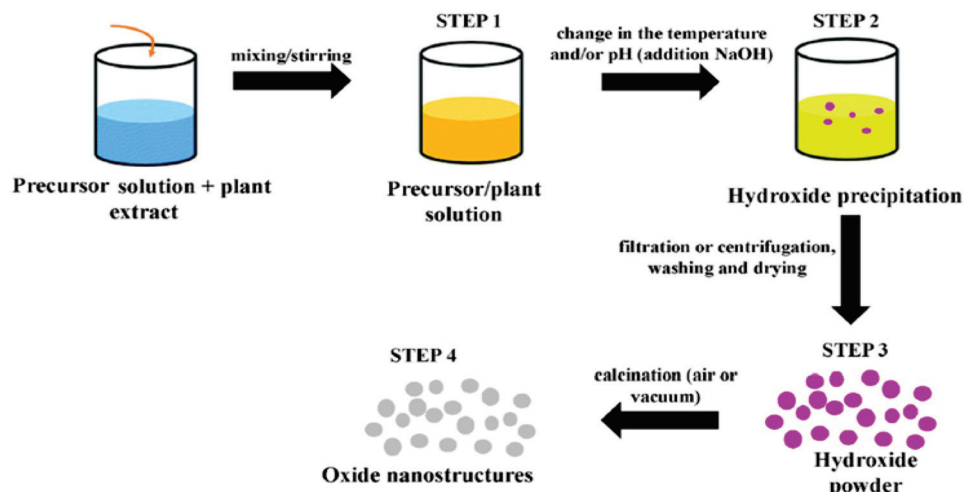 Precursor solution + plant
extract
mixing/stirring
STEP 1
Precursor/plant
solution
change in the temperature
and/or pH (addition NaOH)
STEP 2
Hydroxide precipitation
filtration or centrifugation,
washing and drying
STEP 3
Hydroxide
powder
calcination (air or
vacuum)
STEP 4
Oxide nanostructures